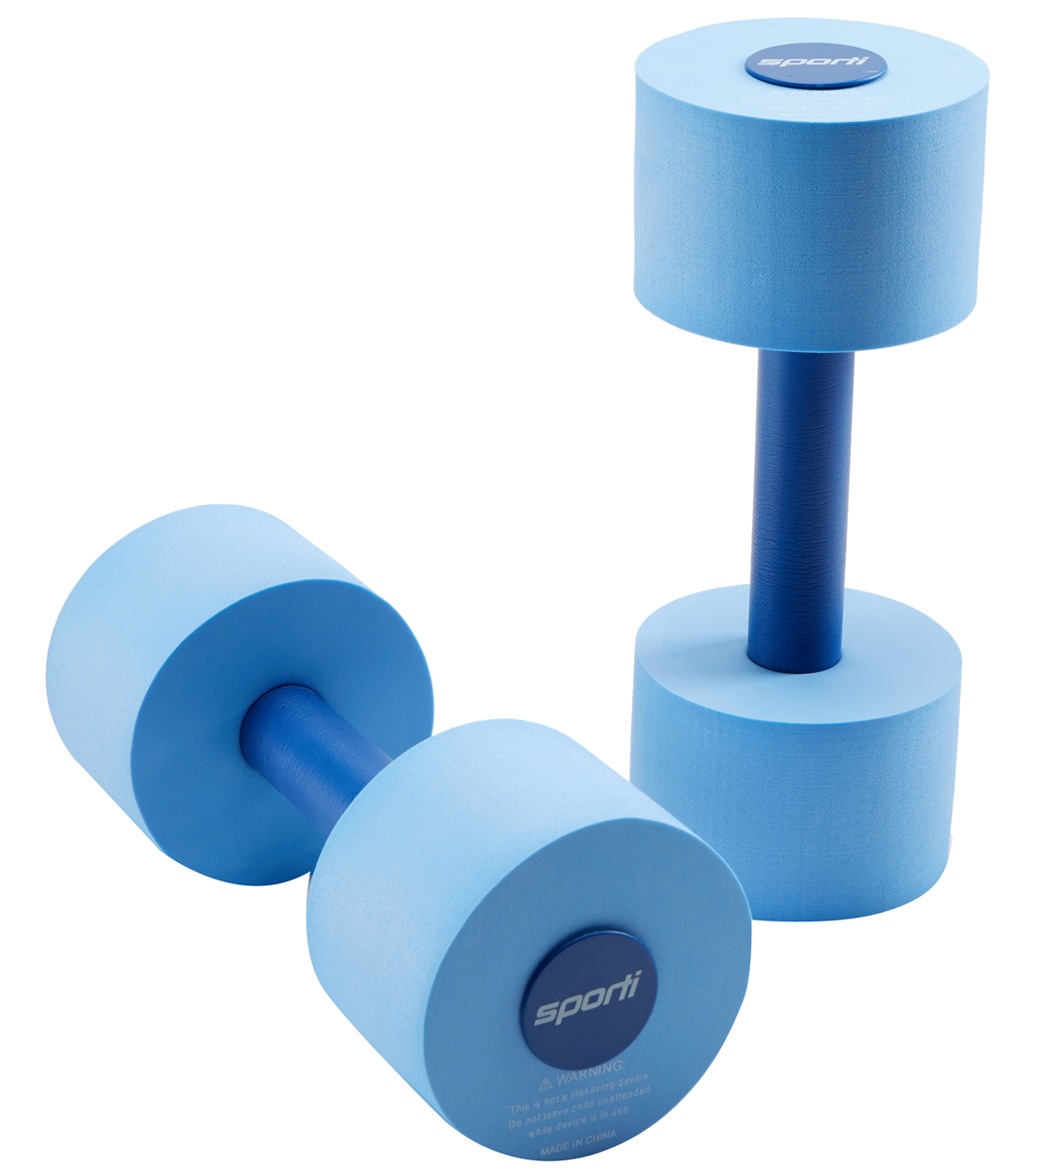 sporti
sporti
⚠ WARNING:
This is not a lifesaving device
Do not leave child unattended
while device is in use.
MADE IN CHINA